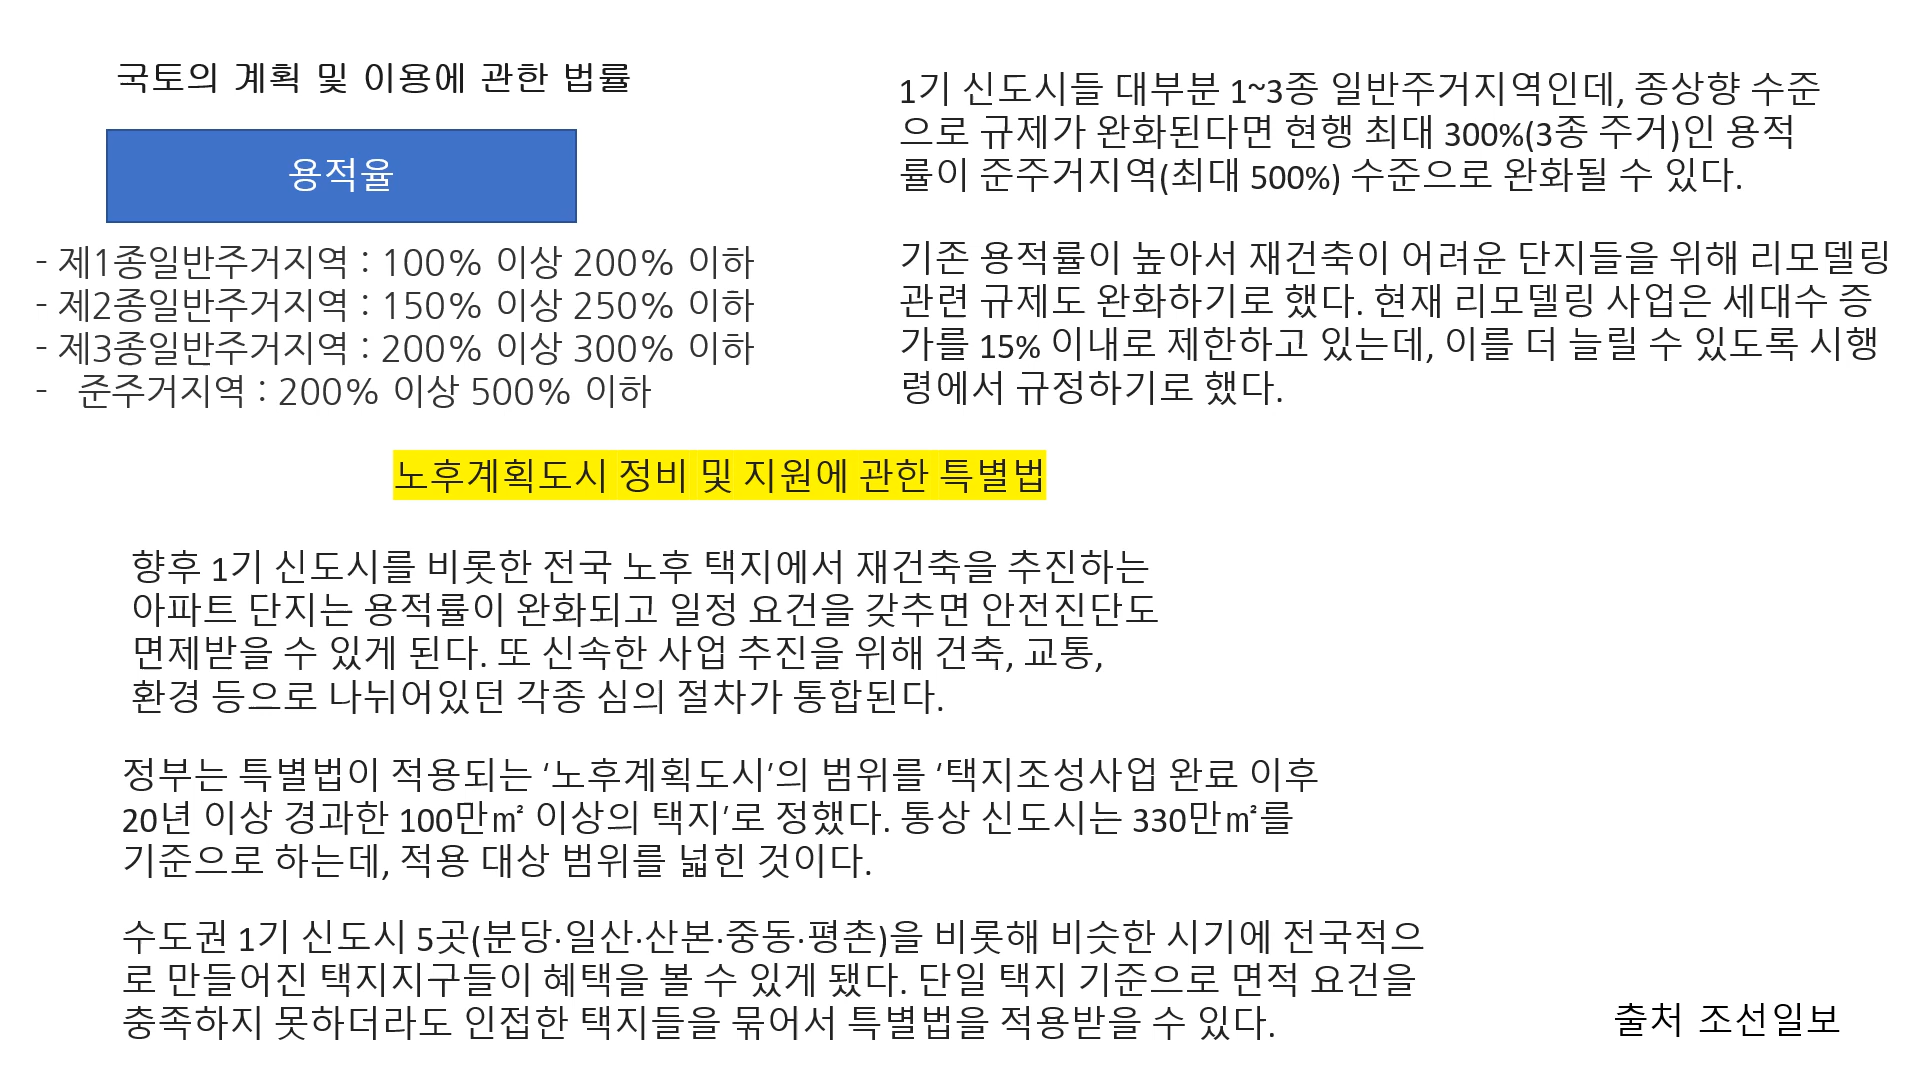 국토의 계획 및 이용에 관한 법률
용적율
- 제1종일반주거지역 : 100% 이상 200% 이하
- 제2종일반주거지역 : 150% 이상 250% 이하
- 제3종일반주거지역 : 200% 이상 300% 이하
- 준주거지역 : 200% 이상 500% 이하
1기 신도시들 대부분 1~3종 일반주거지역인데, 종상향 수준
으로 규제가 완화된다면 현행 최대 300%(3종 주거)인 용적
률이 준주거지역(최대 500%) 수준으로 완화될 수 있다.
기존 용적률이 높아서 재건축이 어려운 단지들을 위해 리모델링
관련 규제도 완화하기로 했다. 현재 리모델링 사업은 세대수 증
가를 15% 이내로 제한하고 있는데, 이를 더 늘릴 수 있도록 시행
령에서 규정하기로 했다.
노후계획도시 정비 및 지원에 관한 특별법
향후 1기 신도시를 비롯한 전국 노후 택지에서 재건축을 추진하는
아파트 단지는 용적률이 완화되고 일정 요건을 갖추면 안전진단도
면제받을 수 있게 된다. 또 신속한 사업 추진을 위해 건축, 교통,
환경 등으로 나뉘어있던 각종 심의 절차가 통합된다.
정부는 특별법이 적용되는 ‘노후계획도시’의 범위를 ‘택지조성사업 완료 이후
20년 이상 경과한 100만㎡ 이상의 택지’로 정했다. 통상 신도시는 330만㎡를
기준으로 하는데, 적용 대상 범위를 넓힌 것이다.
수도권 1기 신도시 5곳(분당·일산·산본·중동·평촌)을 비롯해 비슷한 시기에 전국적으
로 만들어진 택지지구들이 혜택을 볼 수 있게 됐다. 단일 택지 기준으로 면적 요건을
충족하지 못하더라도 인접한 택지들을 묶어서 특별법을 적용받을 수 있다.
출처 조선일보